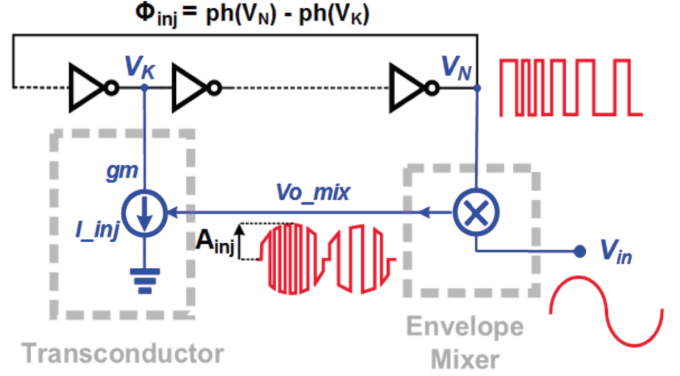 Φinj = ph(VN) - ph(VK)
VK
VN
gm
Vo_mix
I_inj
Ainj
Vin
Transconductor
Envelope
Mixer